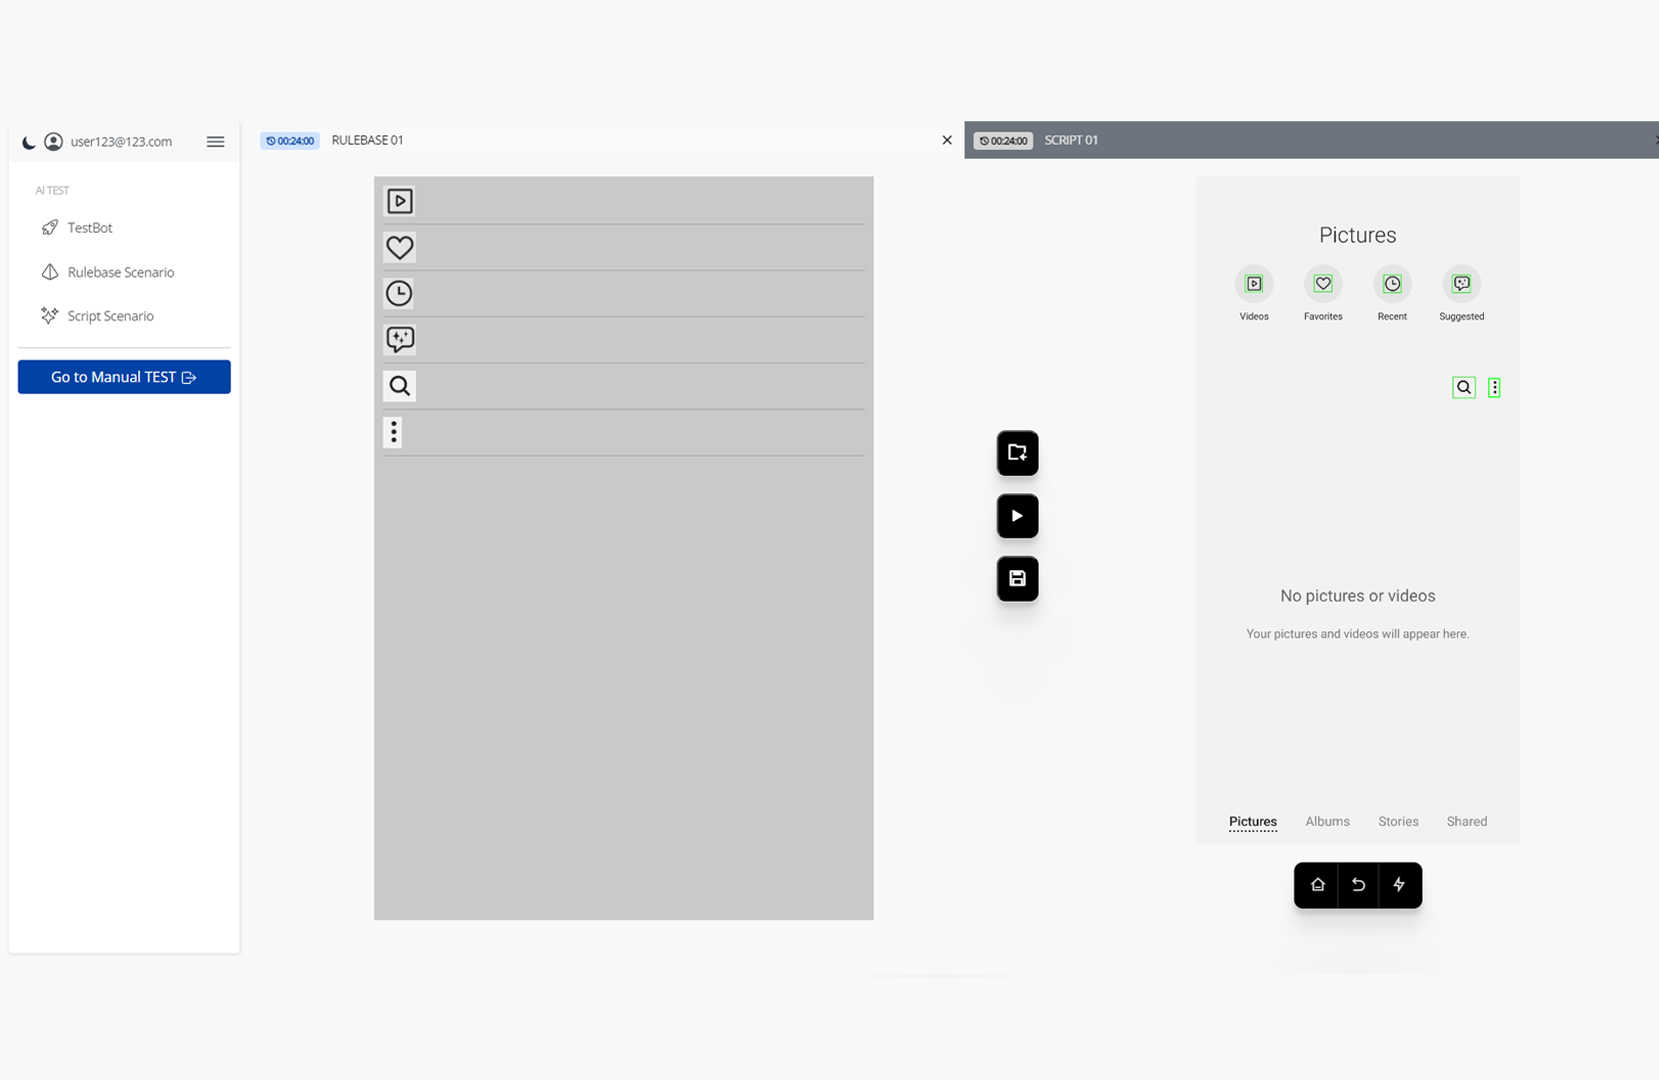 user123@123.com
AI TEST
TestBot
Rulebase Scenario
Script Scenario
Go to Manual TEST
00:24:00 RULEBASE 01
00:24:00 SCRIPT 01
Pictures
Videos Favorites Recent Suggested
No pictures or videos
Your pictures and videos will appear here.
Pictures Albums Stories Shared